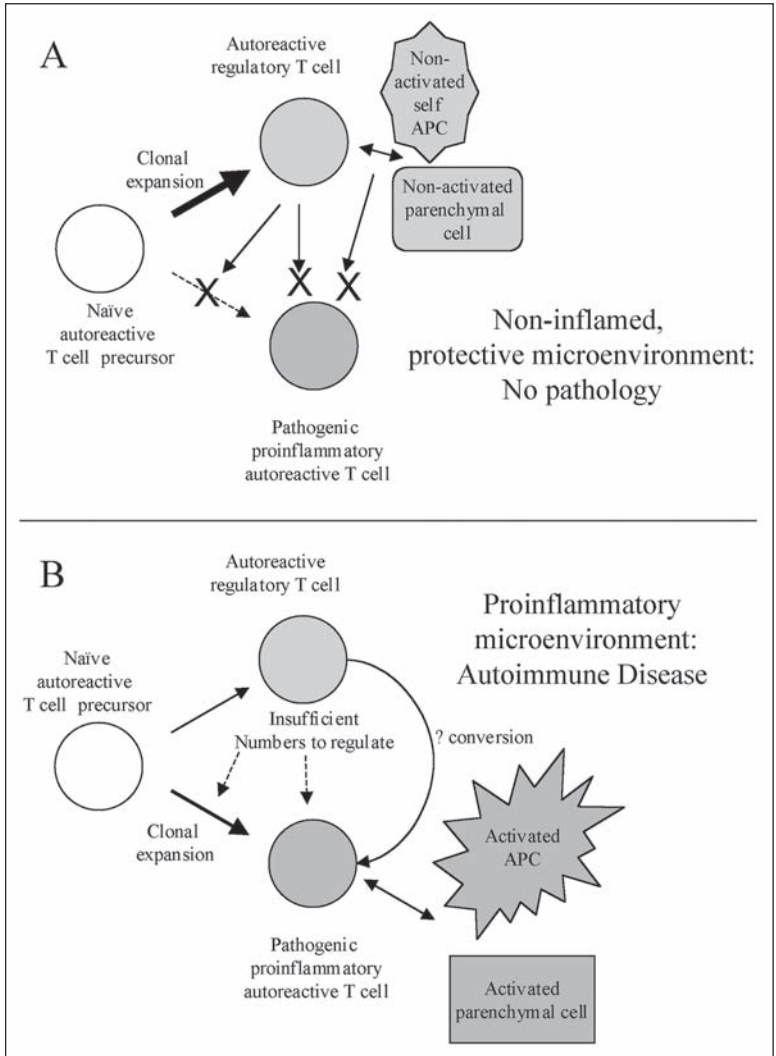 A
Autoreactive
regulatory T cell
Non-
activated
self
APC
Clonal
expansion
Non-activated
parenchymal
cell
X
X
X
Naïve
autoreactive
T cell precursor
Non-inflamed,
protective microenvironment:
No pathology
Pathogenic
proinflammatory
autoreactive T cell
B
Autoreactive
regulatory T cell
Proinflammatory
microenvironment:
Autoimmune Disease
Naïve
autoreactive
T cell precursor
Insufficient
Numbers to regulate
? conversion
Clonal
expansion
Activated
APC
Pathogenic
proinflammatory
autoreactive T cell
Activated
parenchymal cell